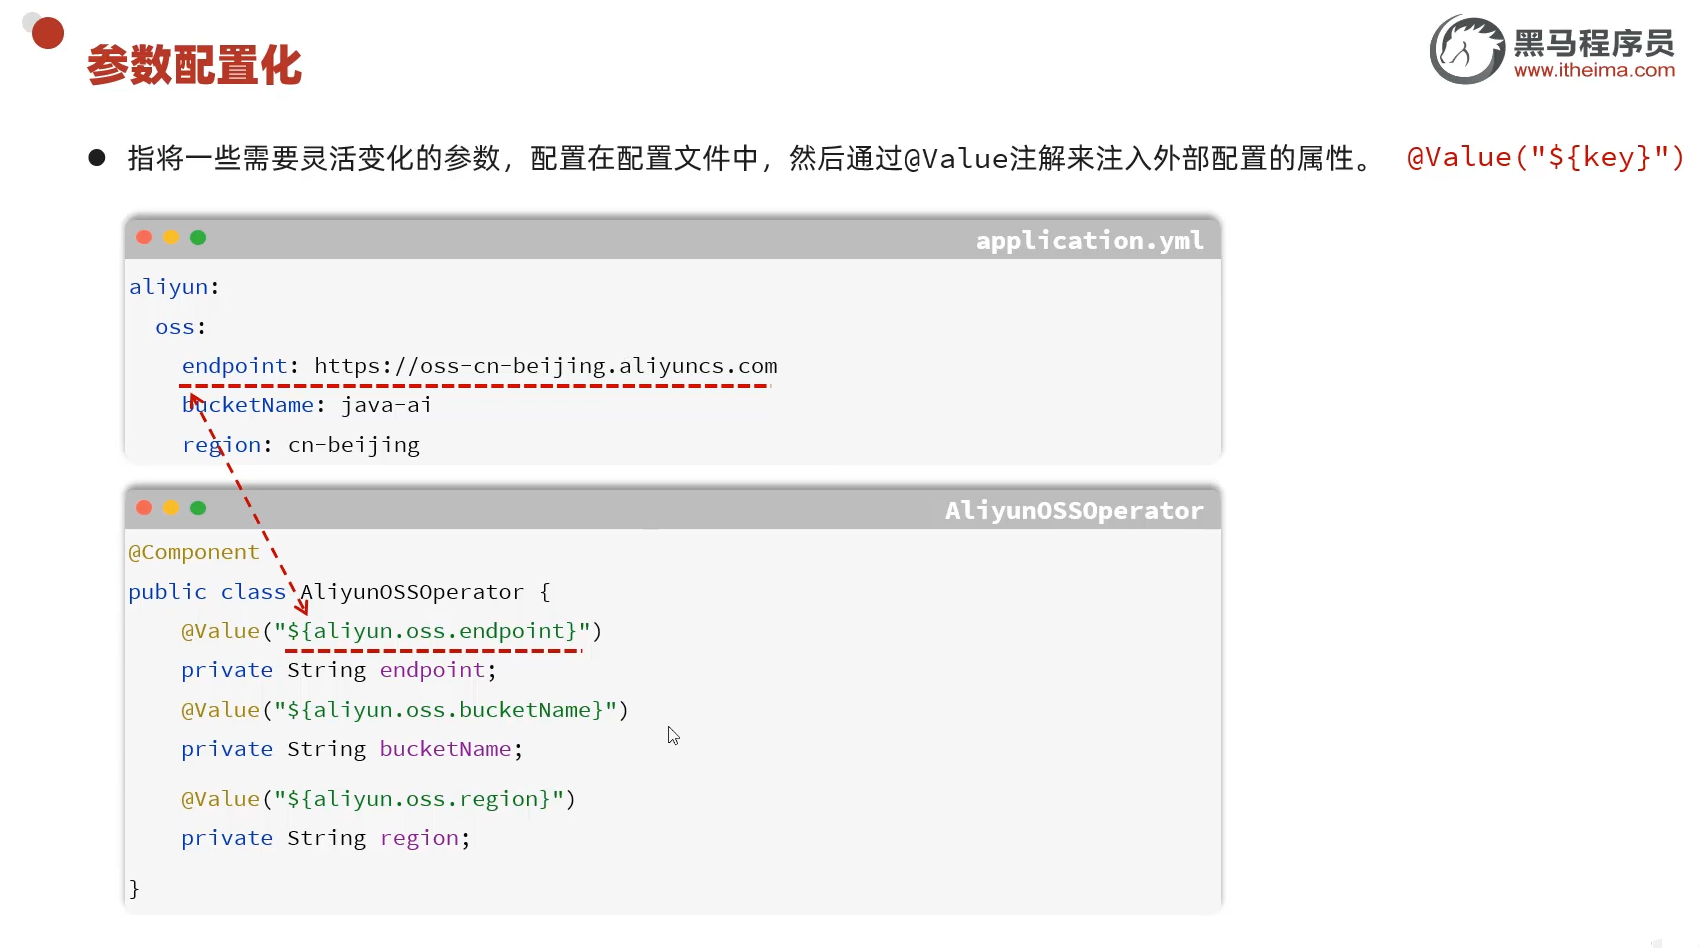 参数配置化
黑马程序员
www.itheima.com
指将一些需要灵活变化的参数，配置在配置文件中，然后通过@Value注解来注入外部配置的属性。 @Value("${key}")
application.yml
aliyun:
  oss:
    endpoint: https://oss-cn-beijing.aliyuncs.com
    bucketName: java-ai
    region: cn-beijing
AliyunOSSOperator
@Component
public class AliyunOSSOperator {
    @Value("${aliyun.oss.endpoint}")
    private String endpoint;
    @Value("${aliyun.oss.bucketName}")
    private String bucketName;
    @Value("${aliyun.oss.region}")
    private String region;
}